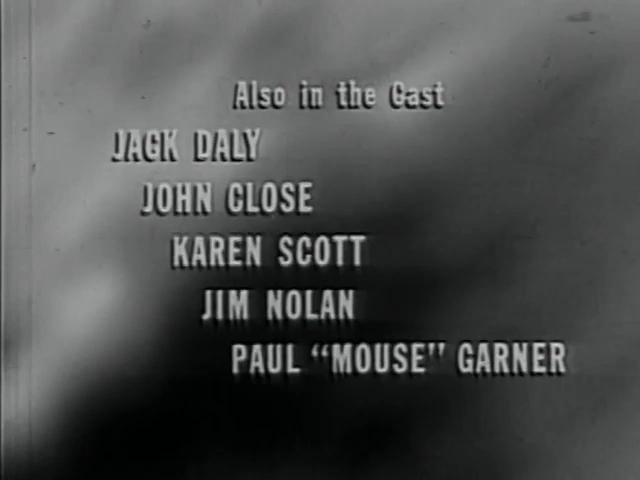 Also in the Cast
JACK DALY
JOHN CLOSE
KAREN SCOTT
JIM NOLAN
PAUL “MOUSE” GARNER